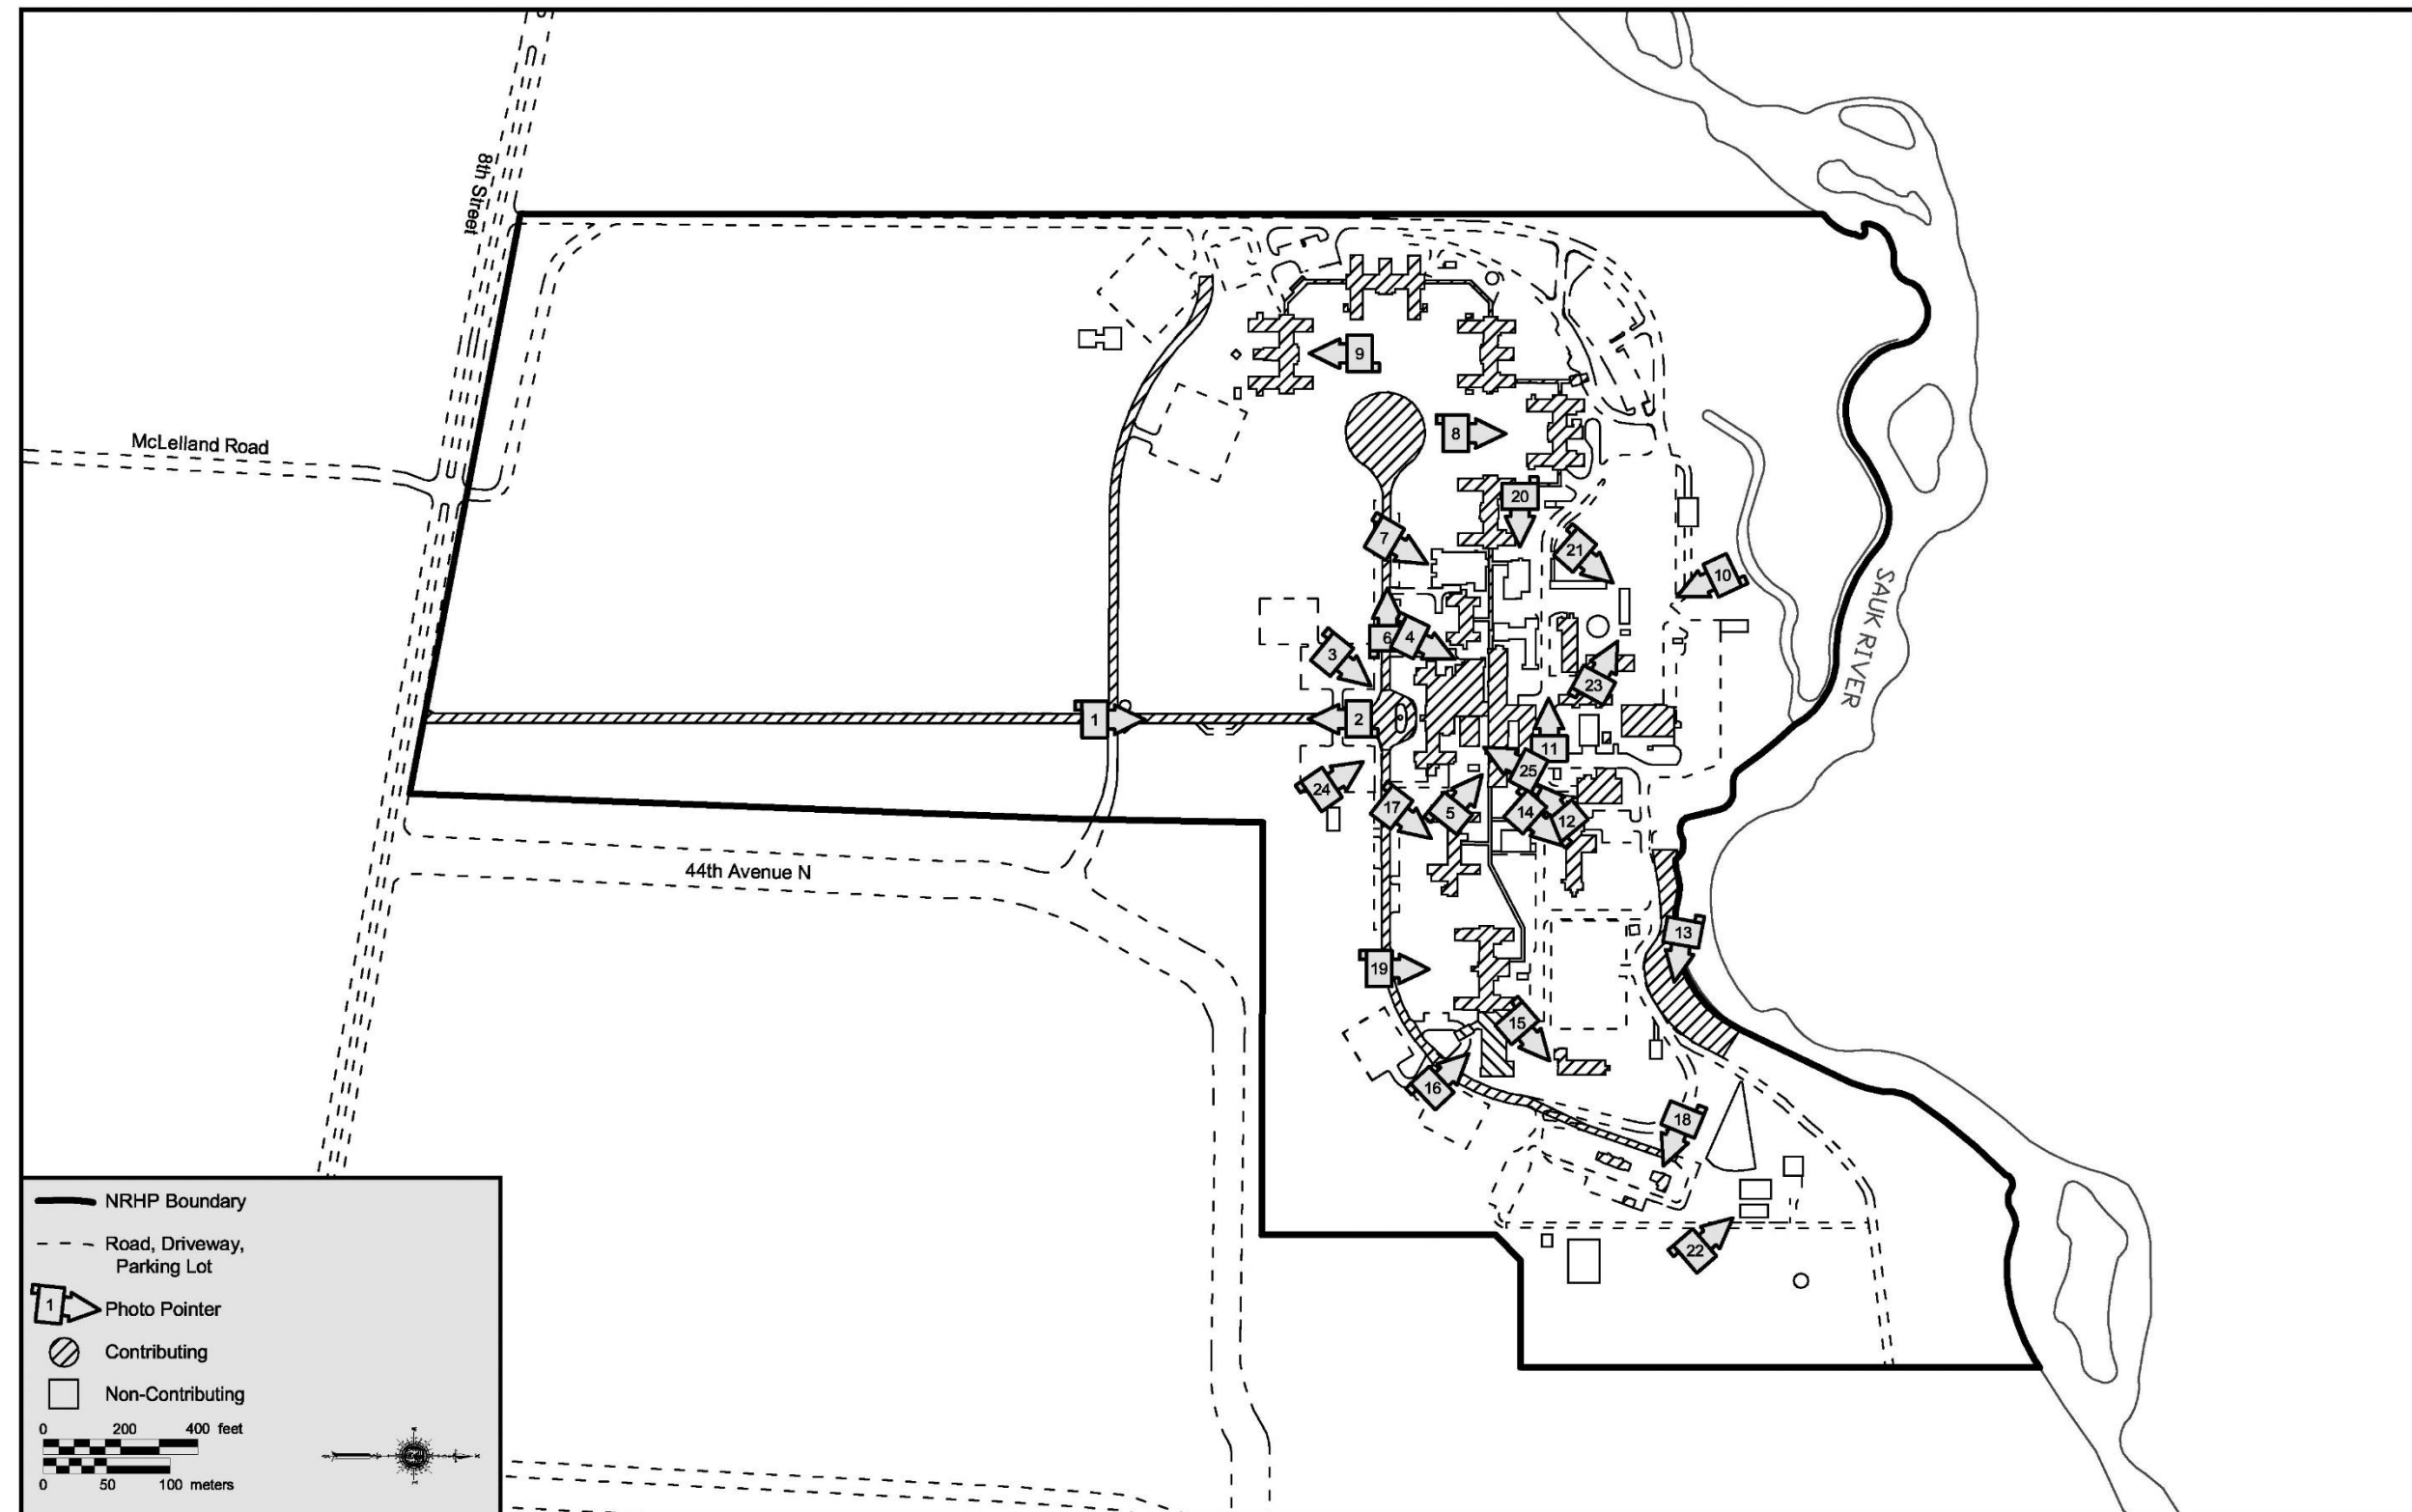 8th Street
McLelland Road
9
8
20
7
21
10
6
4
3
23
SAUK RIVER
1
2
11
25
24
17
5
14
12
44th Avenue N
13
19
15
16
18
22
NRHP Boundary
Road, Driveway,
Parking Lot
1
Photo Pointer
Contributing
Non-Contributing
0 200 400 feet
0 50 100 meters